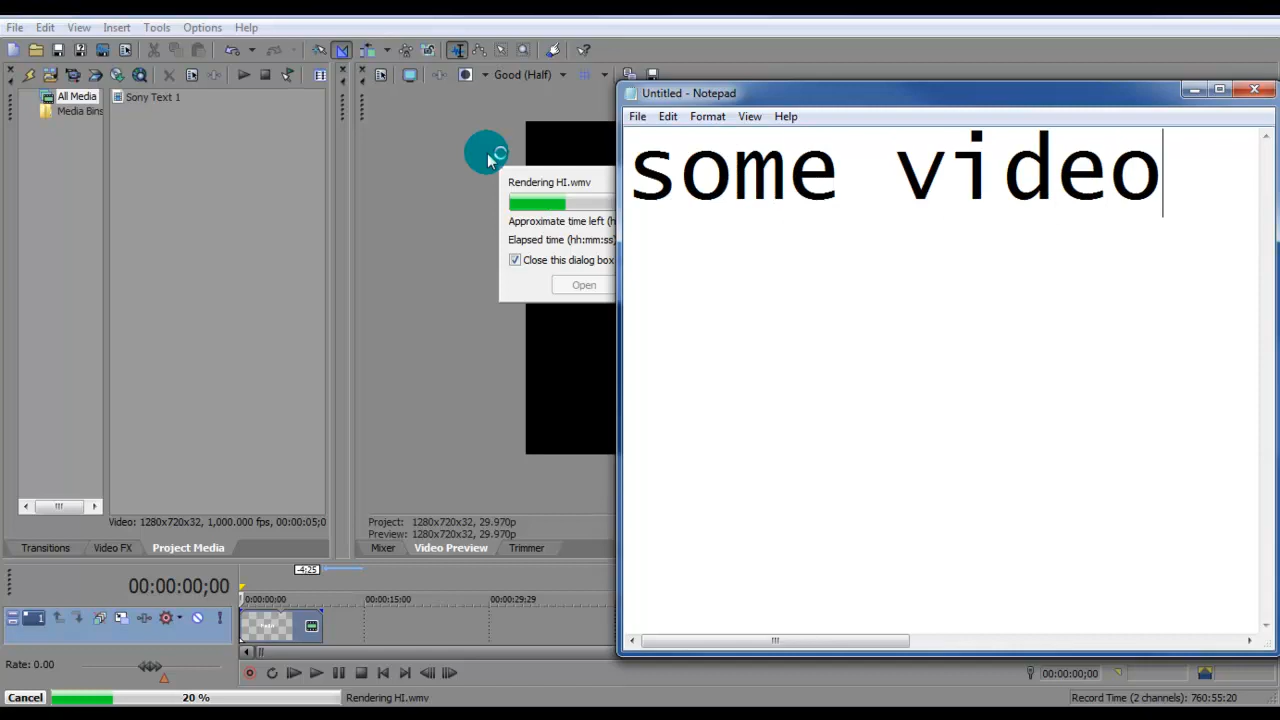 File Edit View Insert Tools Options Help
Good (Half)
All Media
Media Bins
Sony Text 1
Untitled - Notepad
File Edit Format View Help
some video
Rendering HI.wmv
Approximate time left (h
Elapsed time (hh:mm:ss
Close this dialog box
Open
Video: 1280x720x32, 1,000.000 fps, 00:00:05;0
Project: 1280x720x32, 29.970p
Preview: 1280x720x32, 29.970p
Transitions Video FX Project Media
Mixer Video Preview Trimmer
00:00:00;00
-4:25
0:00:00:00 00:00:15:00 00:00:29:29
1
Rate: 0.00
00:00:00;00
Cancel 20 % Rendering HI.wmv
Record Time (2 channels): 760:55:20